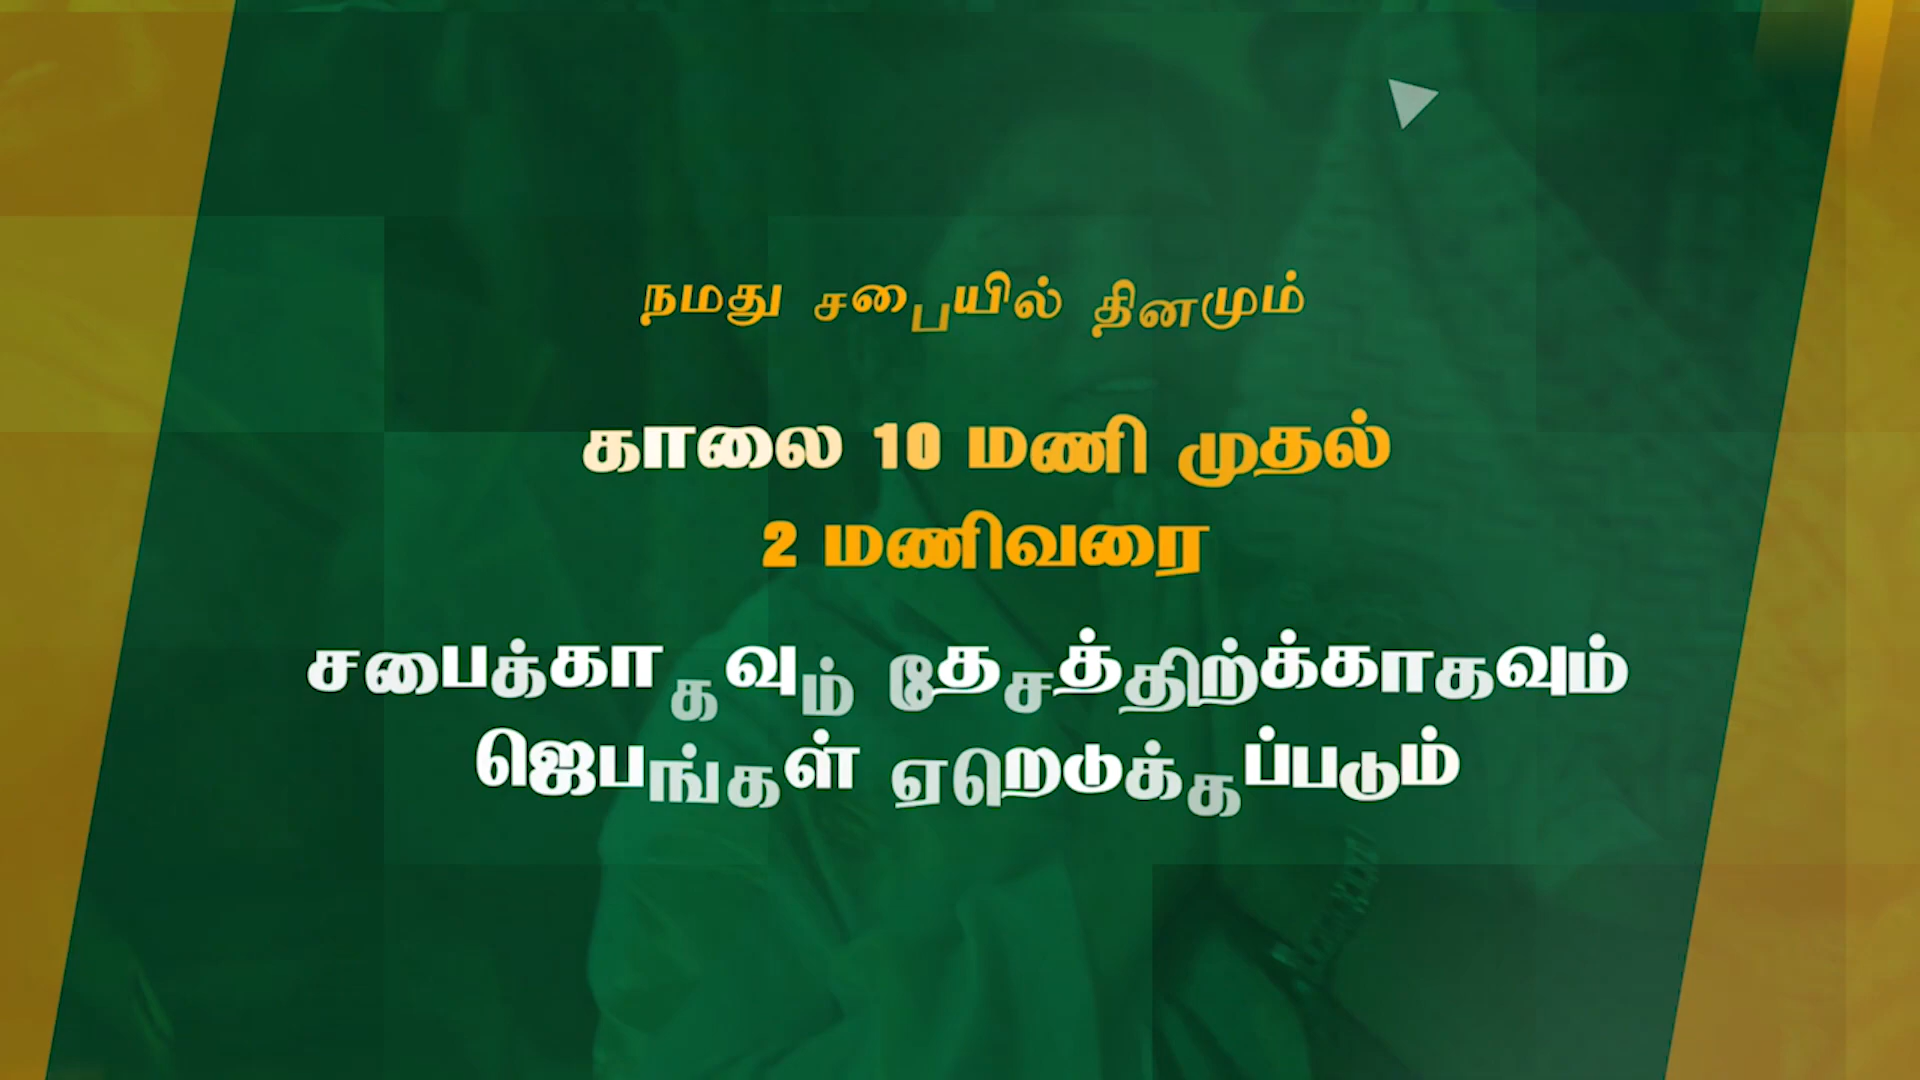 நமது சபையில் தினமும்
காலை 10 மணி முதல்
2 மணிவரை
சபைக்காகவும் தேசத்திற்க்காகவும்
ஜெபங்கள் ஏறெடுக்கப்படும்